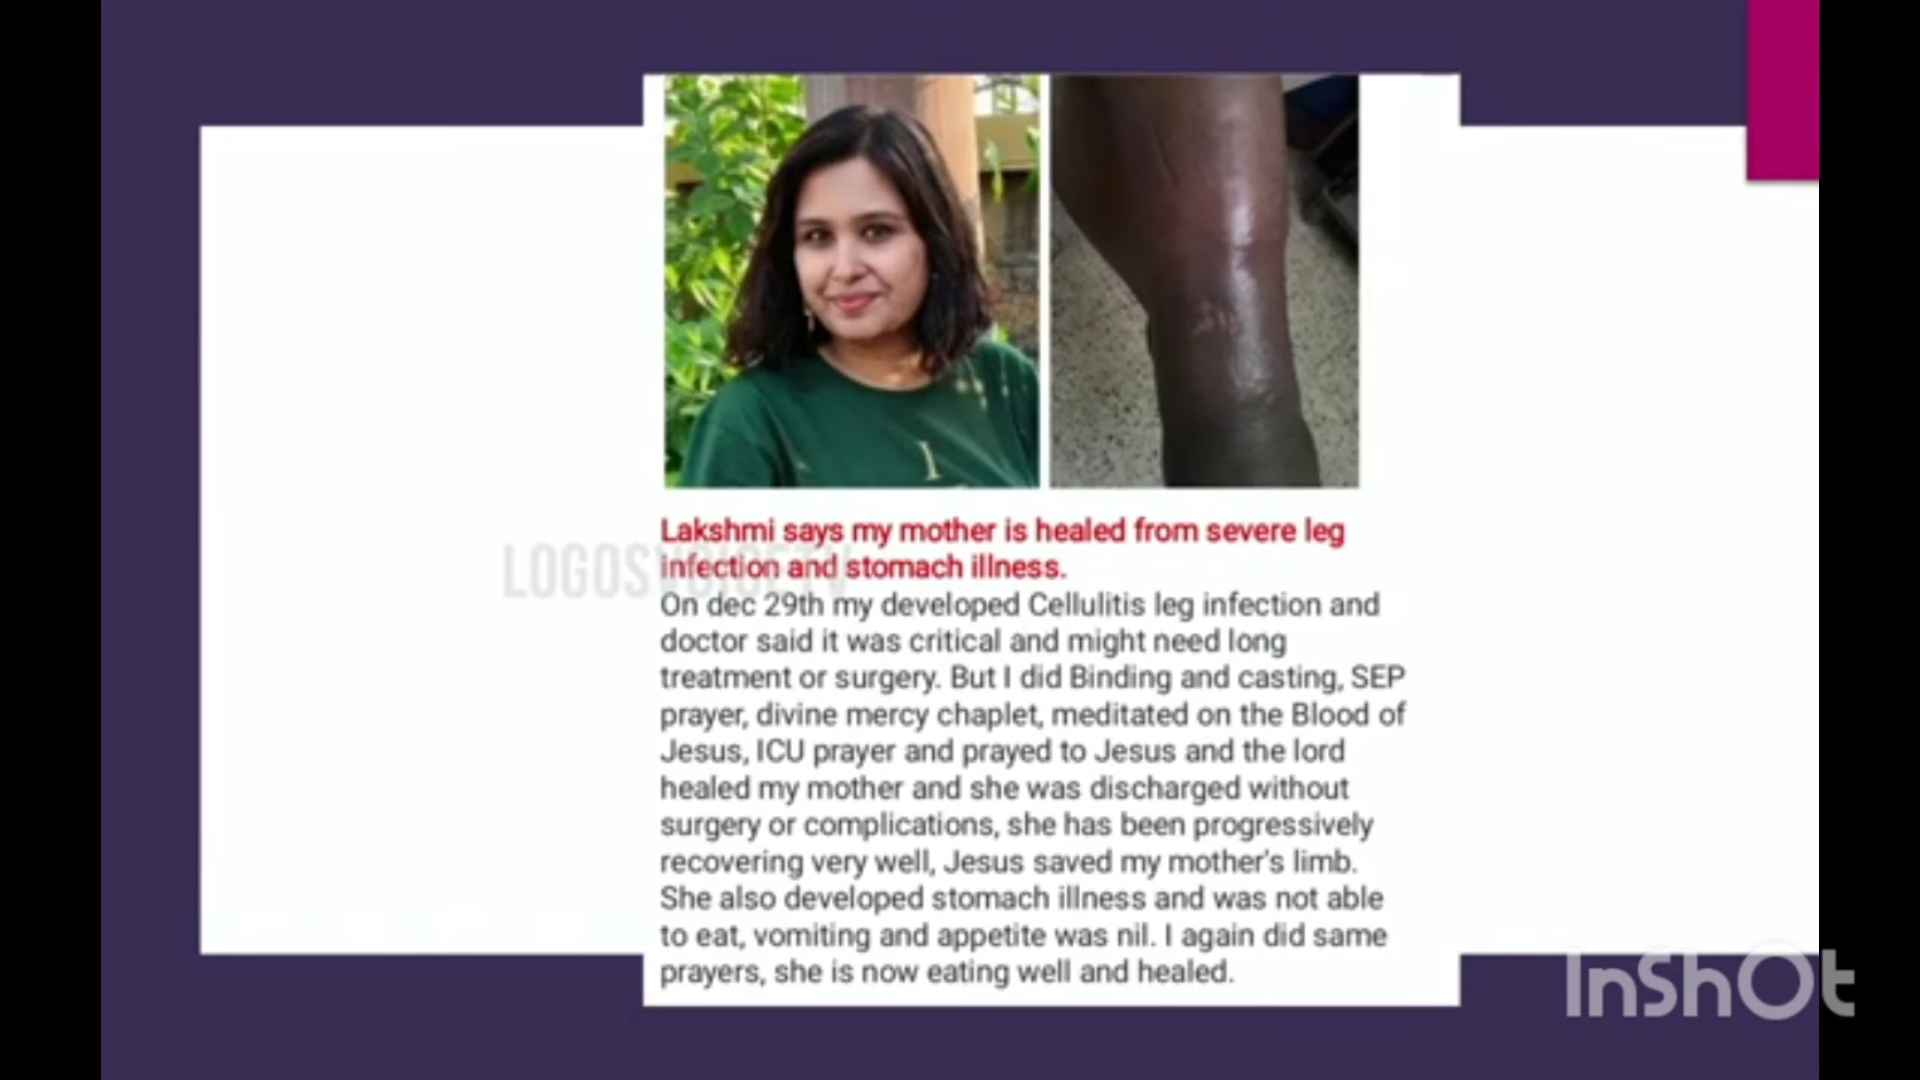 Lakshmi says my mother is healed from severe leg
infection and stomach illness.
LOGOSVOICETV
On dec 29th my developed Cellulitis leg infection and
doctor said it was critical and might need long
treatment or surgery. But I did Binding and casting, SEP
prayer, divine mercy chaplet, meditated on the Blood of
Jesus, ICU prayer and prayed to Jesus and the lord
healed my mother and she was discharged without
surgery or complications, she has been progressively
recovering very well, Jesus saved my mother's limb.
She also developed stomach illness and was not able
to eat, vomiting and appetite was nil. I again did same
prayers, she is now eating well and healed.
InShOt